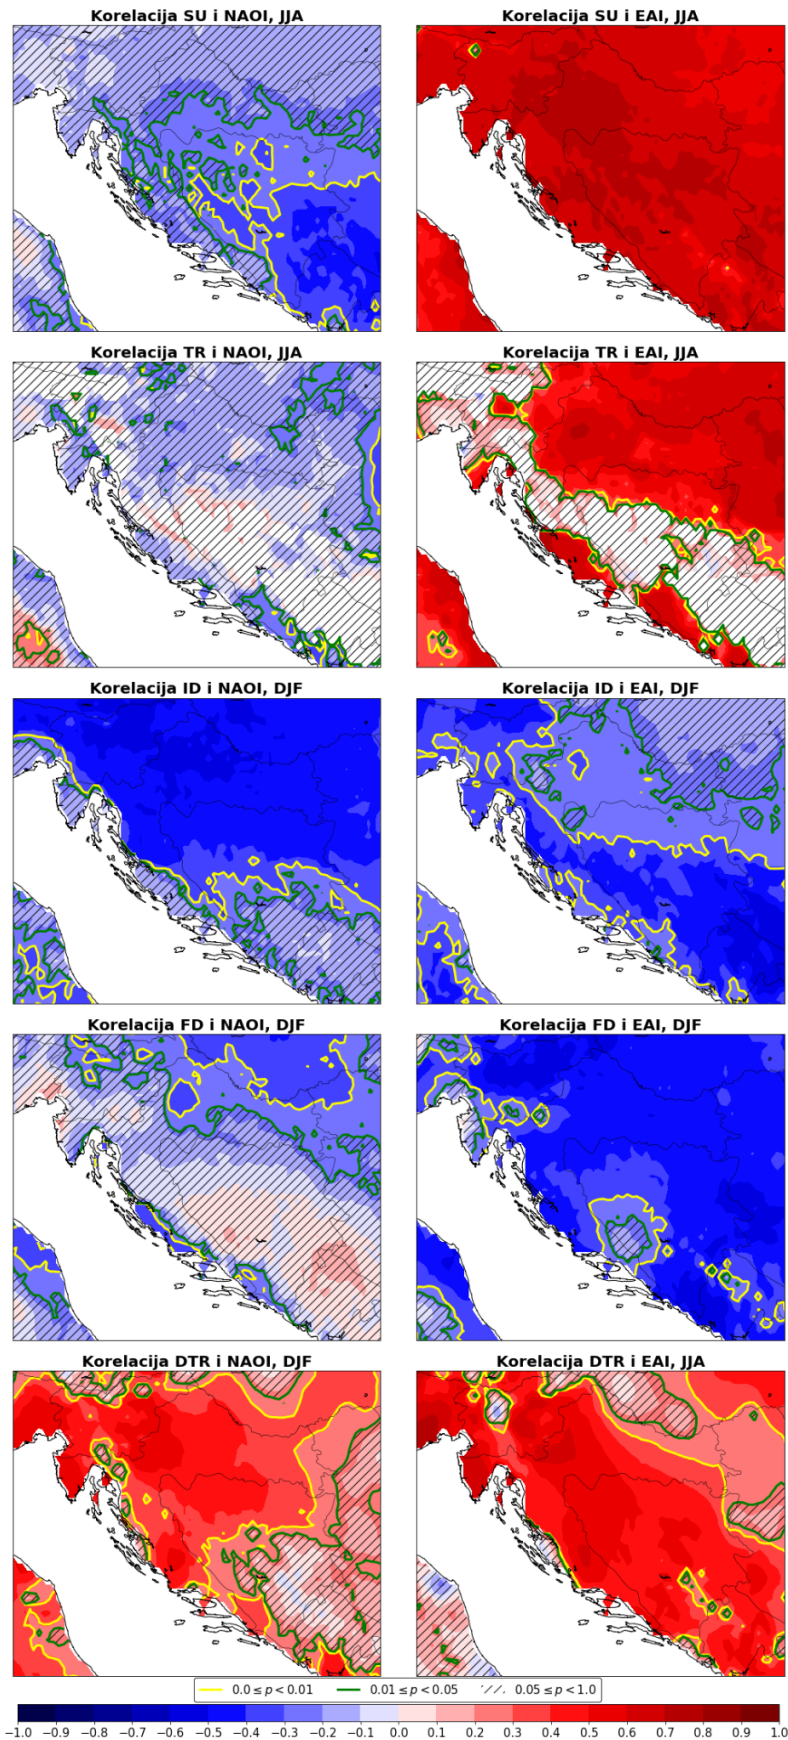 Korelacija SU i NAOI, JJA
Korelacija SU i EAI, JJA
Korelacija TR i NAOI, JJA
Korelacija TR i EAI, JJA
Korelacija ID i NAOI, DJF
Korelacija ID i EAI, DJF
Korelacija FD i NAOI, DJF
Korelacija FD i EAI, DJF
Korelacija DTR i NAOI, DJF
Korelacija DTR i EAI, JJA
0.0 ≤ p < 0.01 0.01 ≤ p < 0.05 0.05 ≤ p < 1.0
−1.0 −0.9 −0.8 −0.7 −0.6 −0.5 −0.4 −0.3 −0.2 −0.1 0.0 0.1 0.2 0.3 0.4 0.5 0.6 0.7 0.8 0.9 1.0